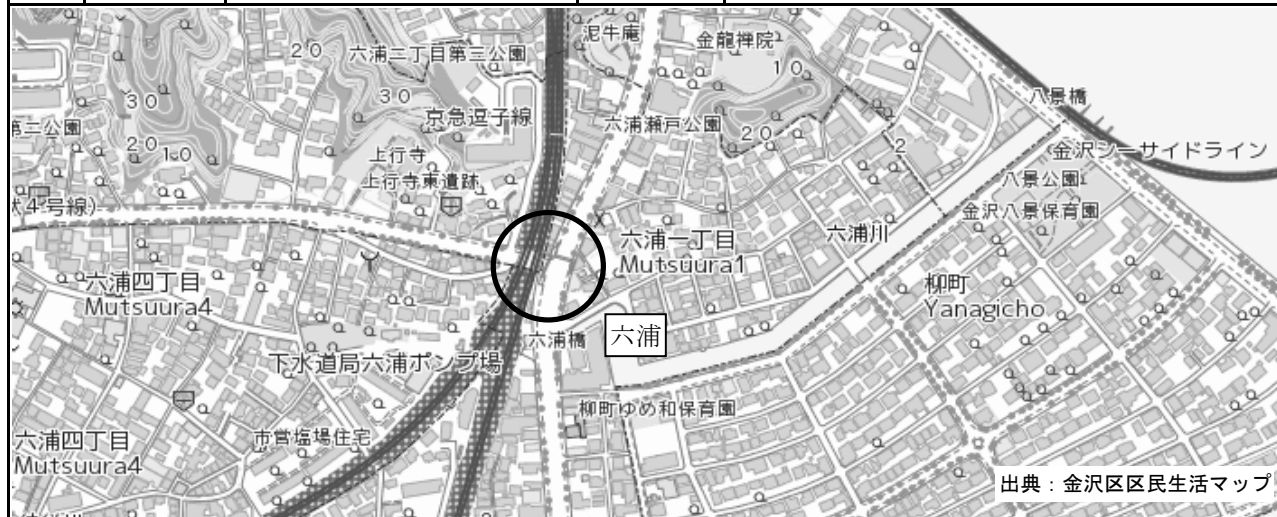 泥牛庵
金龍禅院
20
六浦二丁目第三公園
10
30
30
八景橋
京急逗子線
六浦瀬戸公園
第二公園
20
2
20
10
上行寺
金沢シーサイドライン
上行寺東遺跡
八景公園
金沢八景保育園
犬4号線)
六浦一丁目
Mutsuura1
六浦川
六浦四丁目
Mutsuura4
柳町
Yanagicho
六浦橋
六浦
下水道局六浦ポンプ場
柳町ゆめ和保育園
市営塩場住宅
六浦四丁目
Mutsuura4
出典：金沢区区民生活マップ